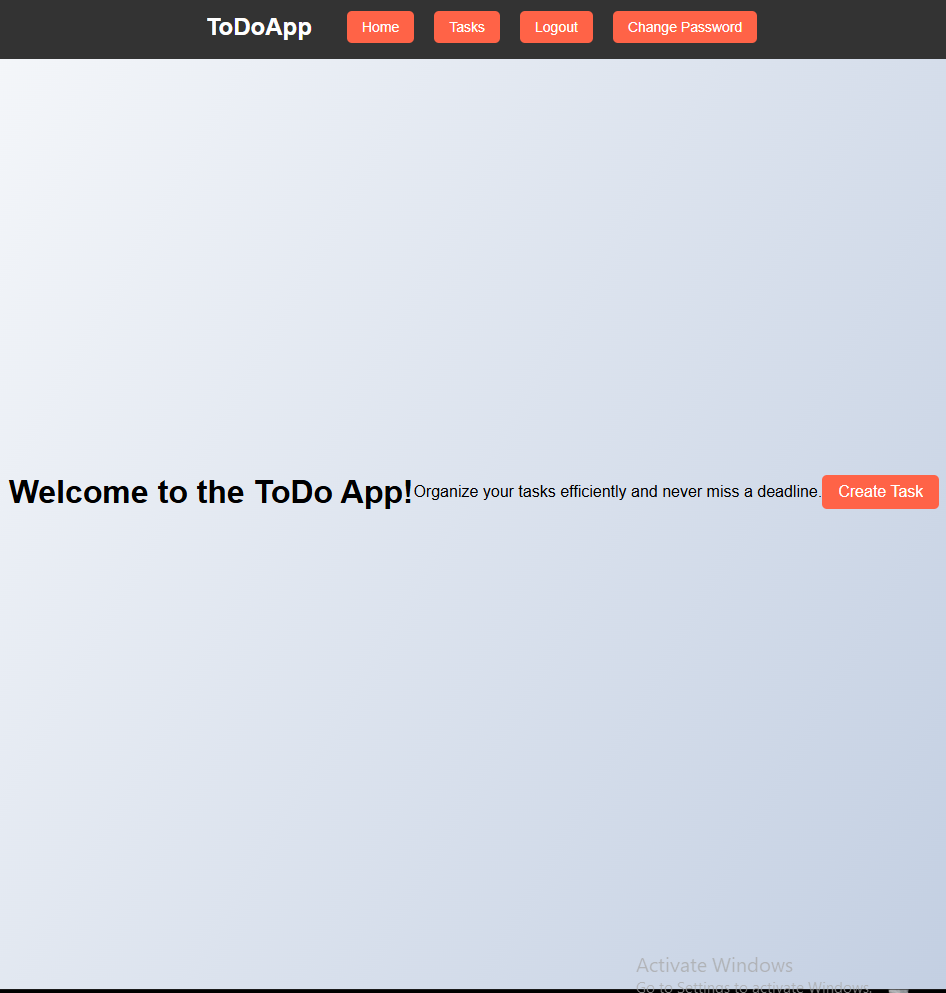 ToDoApp Home Tasks Logout Change Password
Welcome to the ToDo App! Organize your tasks efficiently and never miss a deadline. Create Task
Activate Windows
Go to Settings to activate Windows.